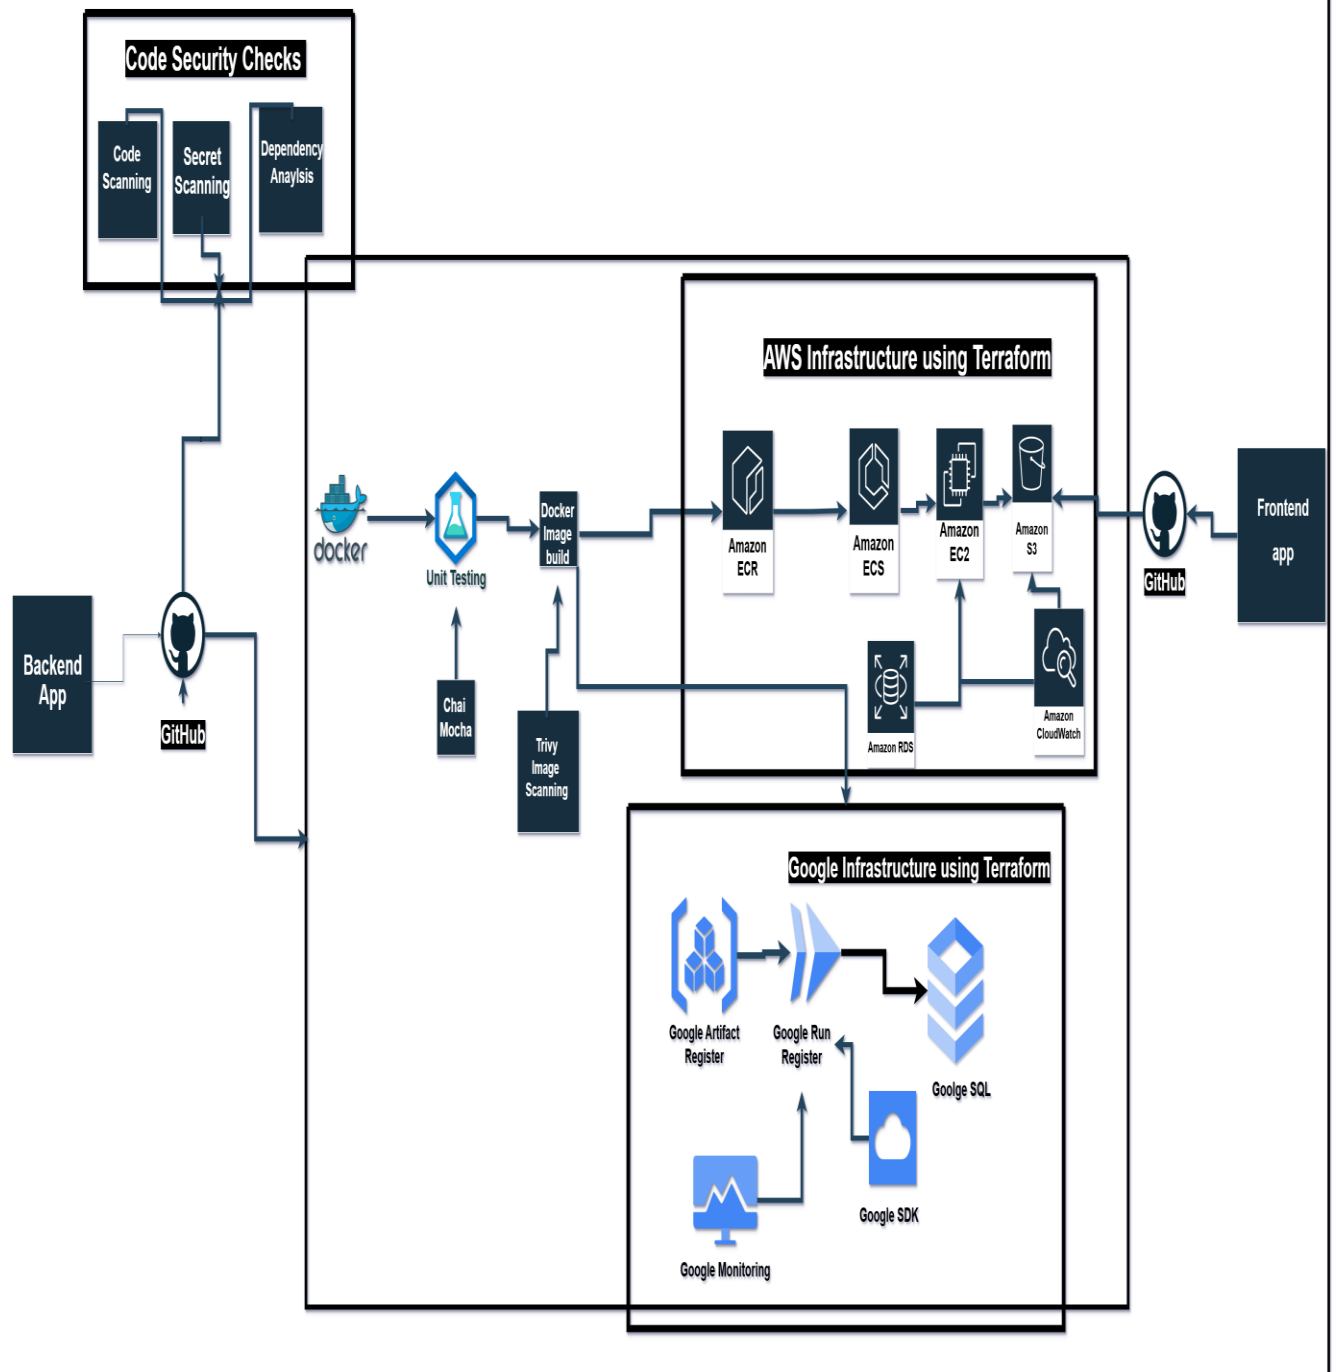 Code Security Checks
Code
Scanning
Secret
Scanning
Dependency
Anaylsis
AWS Infrastructure using Terraform
Amazon
ECR
Amazon
ECS
Amazon
EC2
Amazon
S3
docker
Unit Testing
Docker
Image
build
GitHub
Frontend
app
Backend
App
GitHub
Chai
Mocha
Trivy
Image
Scanning
Amazon RDS
Amazon
CloudWatch
Google Infrastructure using Terraform
Google Artifact
Register
Google Run
Register
Goolge SQL
Google SDK
Google Monitoring